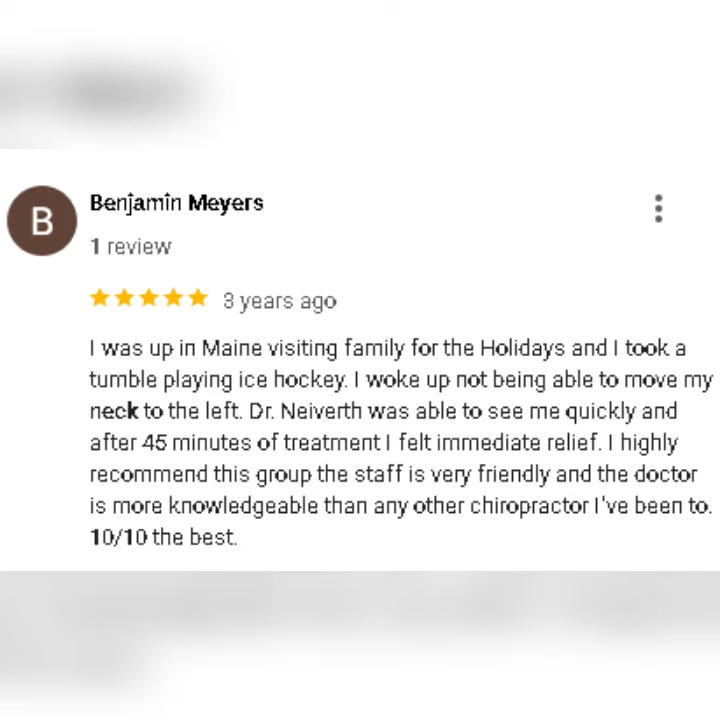 B
Benjamin Meyers
1 review
3 years ago
I was up in Maine visiting family for the Holidays and I took a
tumble playing ice hockey. I woke up not being able to move my
neck to the left. Dr. Neiverth was able to see me quickly and
after 45 minutes of treatment I felt immediate relief. I highly
recommend this group the staff is very friendly and the doctor
is more knowledgeable than any other chiropractor I've been to.
10/10 the best.